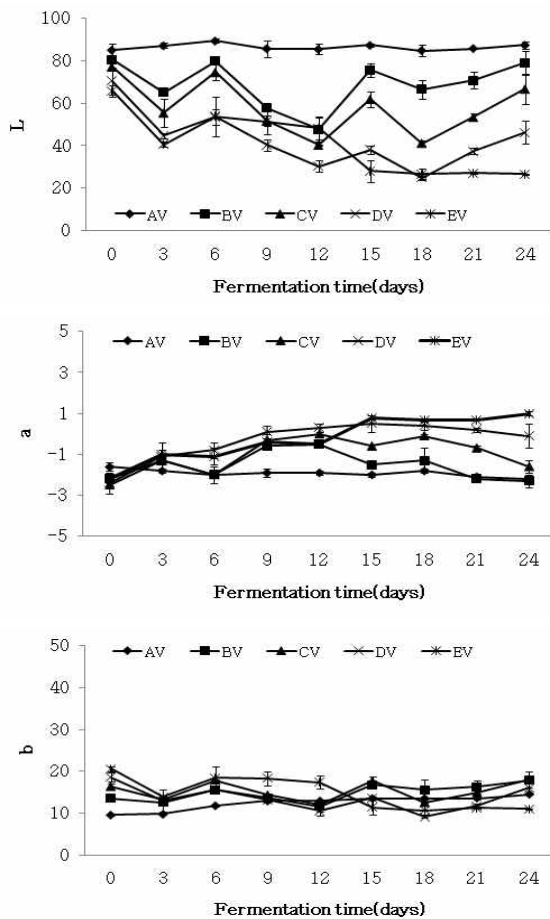 100
80
60
40
20
0
L
AV BV CV DV EV
0 3 6 9 12 15 18 21 24
Fermentation time(days)
5
3
1
-1
-3
-5
a
AV BV CV DV EV
0 3 6 9 12 15 18 21 24
Fermentation time(days)
50
40
30
20
10
0
b
AV BV CV DV EV
0 3 6 9 12 15 18 21 24
Fermentation time(days)